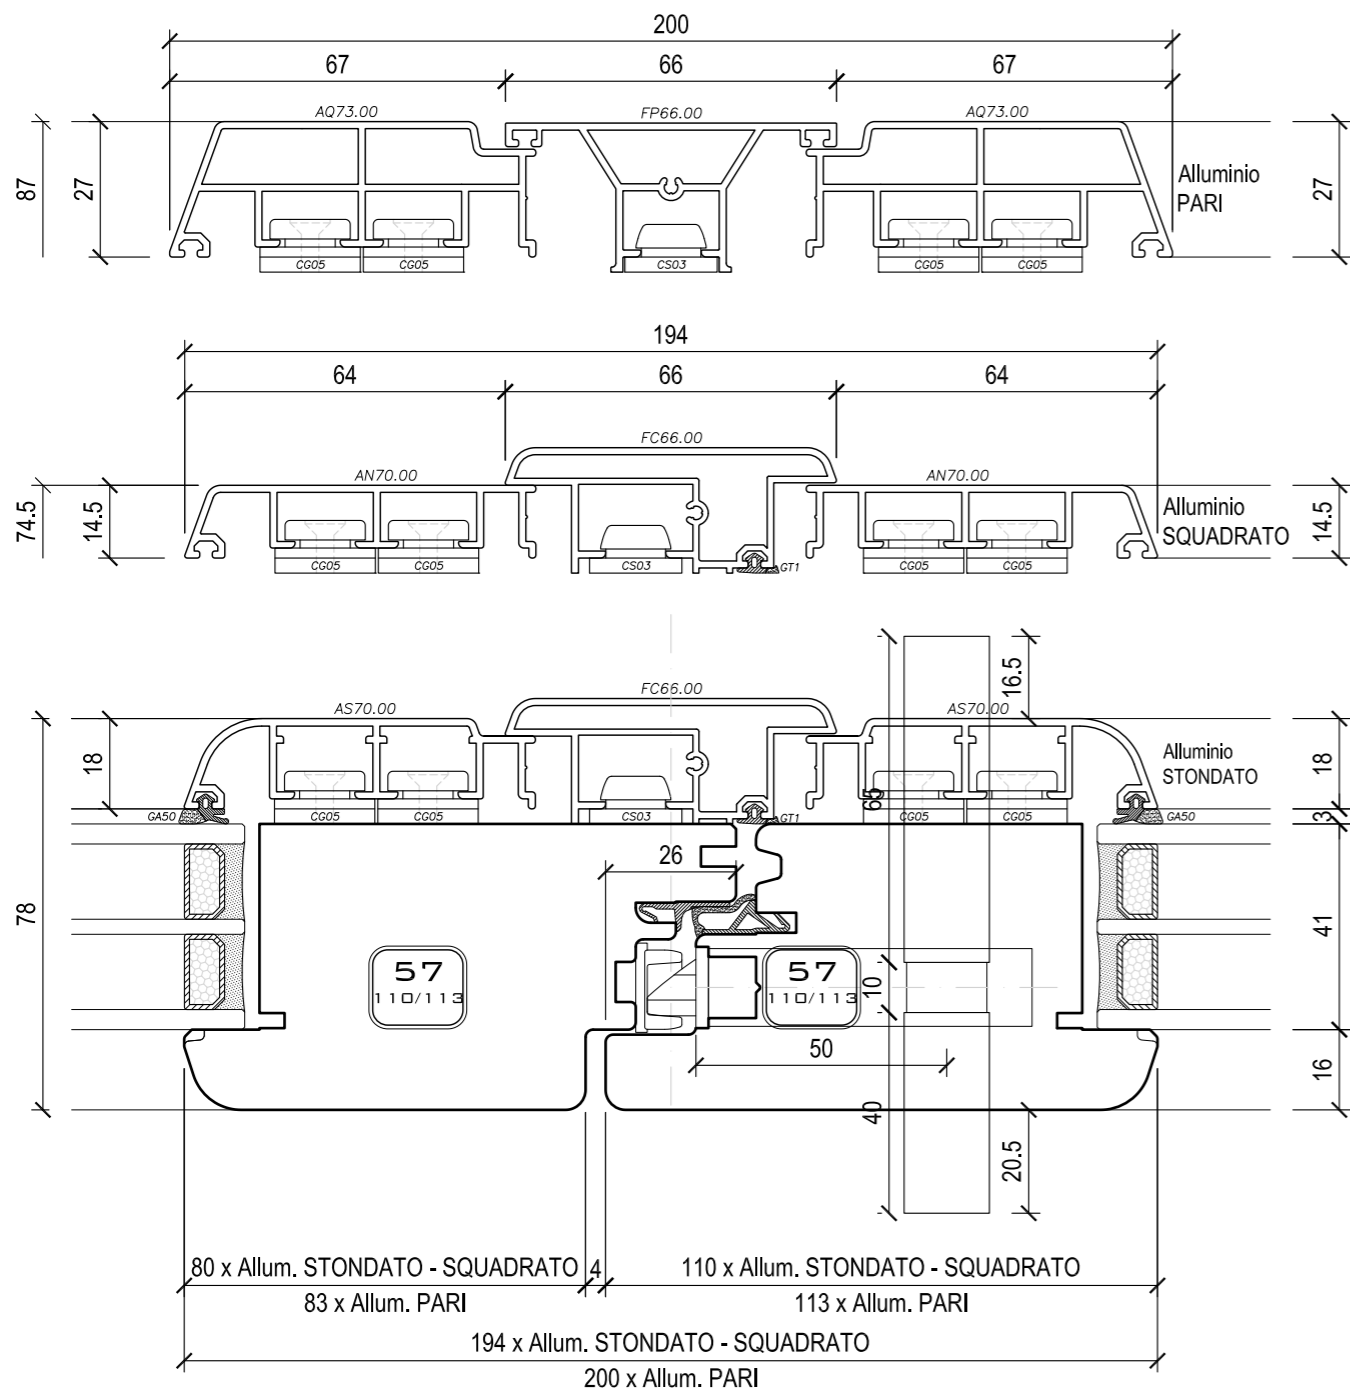 200
67 66 67
AQ73.00 FP66.00 AQ73.00
87 27 27
Alluminio
PARI
CG05 CG05 CS03 CG05 CG05
194
64 66 64
FC66.00
AN70.00 AN70.00
74.5 14.5 14.5
Alluminio
SQUADRATO
CG05 CG05 CS03 GT1 CG05 CG05
16.5
FC66.00
AS70.00 AS70.00
18 18
Alluminio
STONDATO
65
GA50 CG05 CG05 CS03 GT1 CG05 CG05 GA50
3
26
78 41
57 57
110/113 110/113
10
50
16
40
20.5
80 x Allum. STONDATO - SQUADRATO 4 110 x Allum. STONDATO - SQUADRATO
83 x Allum. PARI 113 x Allum. PARI
194 x Allum. STONDATO - SQUADRATO
200 x Allum. PARI